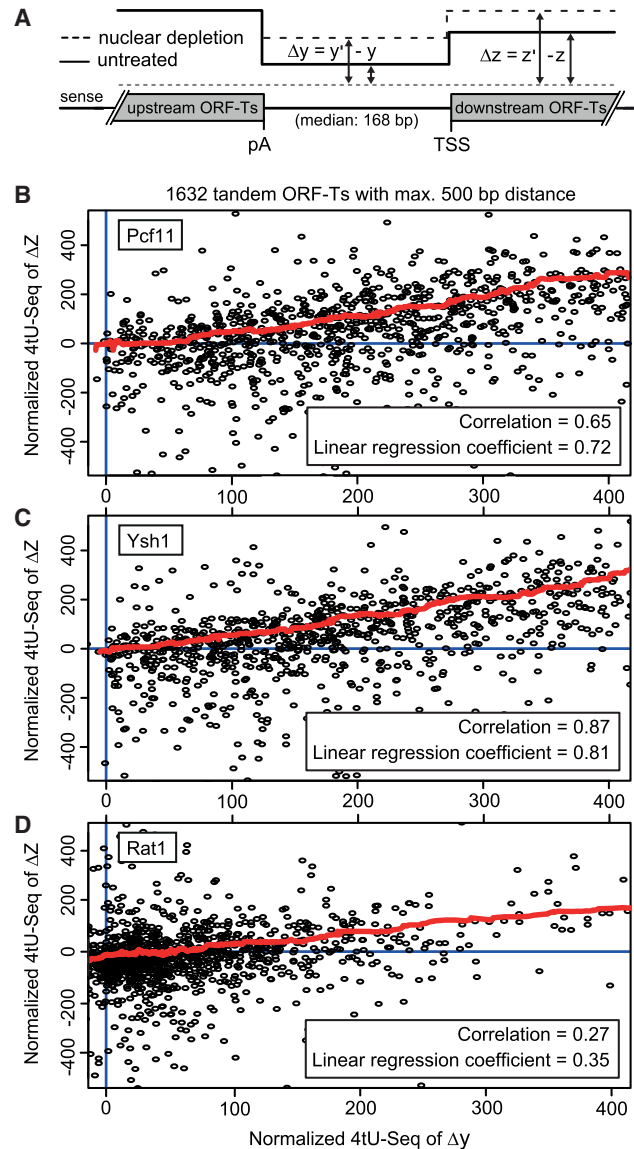 A
nuclear depletion
untreated
Δy = y' - y
Δz = z' - z
sense
upstream ORF-Ts
(median: 168 bp)
downstream ORF-Ts
pA
TSS
B
1632 tandem ORF-Ts with max. 500 bp distance
Pcf11
Normalized 4tU-Seq of ΔZ
400
200
0
-200
-400
Correlation = 0.65
Linear regression coefficient = 0.72
0 100 200 300 400
C
Ysh1
Normalized 4tU-Seq of ΔZ
400
200
0
-200
-400
Correlation = 0.87
Linear regression coefficient = 0.81
0 100 200 300 400
D
Rat1
Normalized 4tU-Seq of ΔZ
400
200
0
-200
-400
Correlation = 0.27
Linear regression coefficient = 0.35
0 100 200 300 400
Normalized 4tU-Seq of Δy